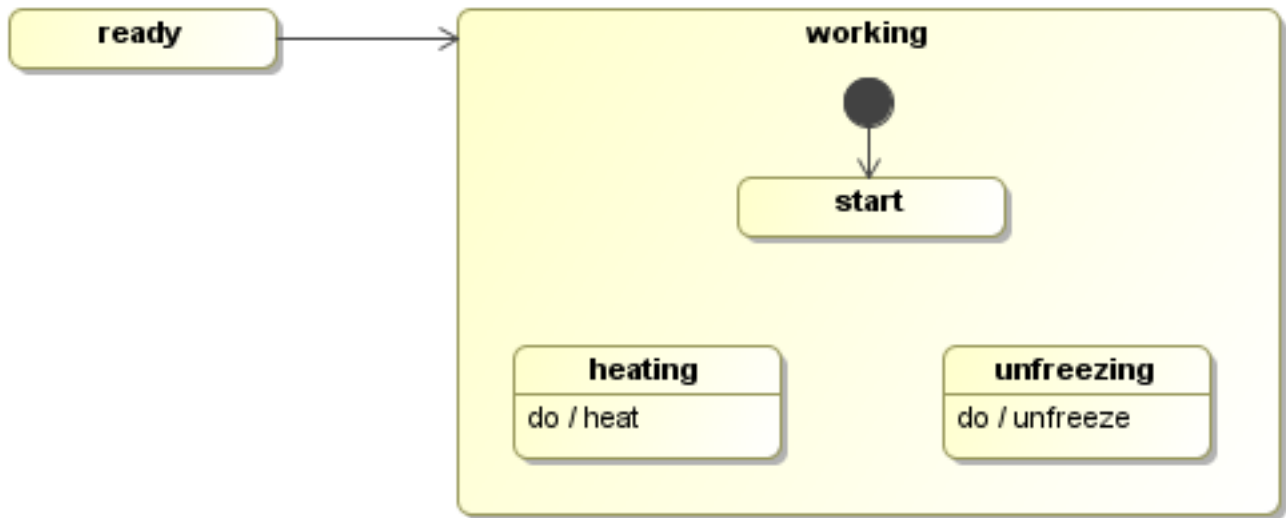 ready
working
start
heating
do / heat
unfreezing
do / unfreeze